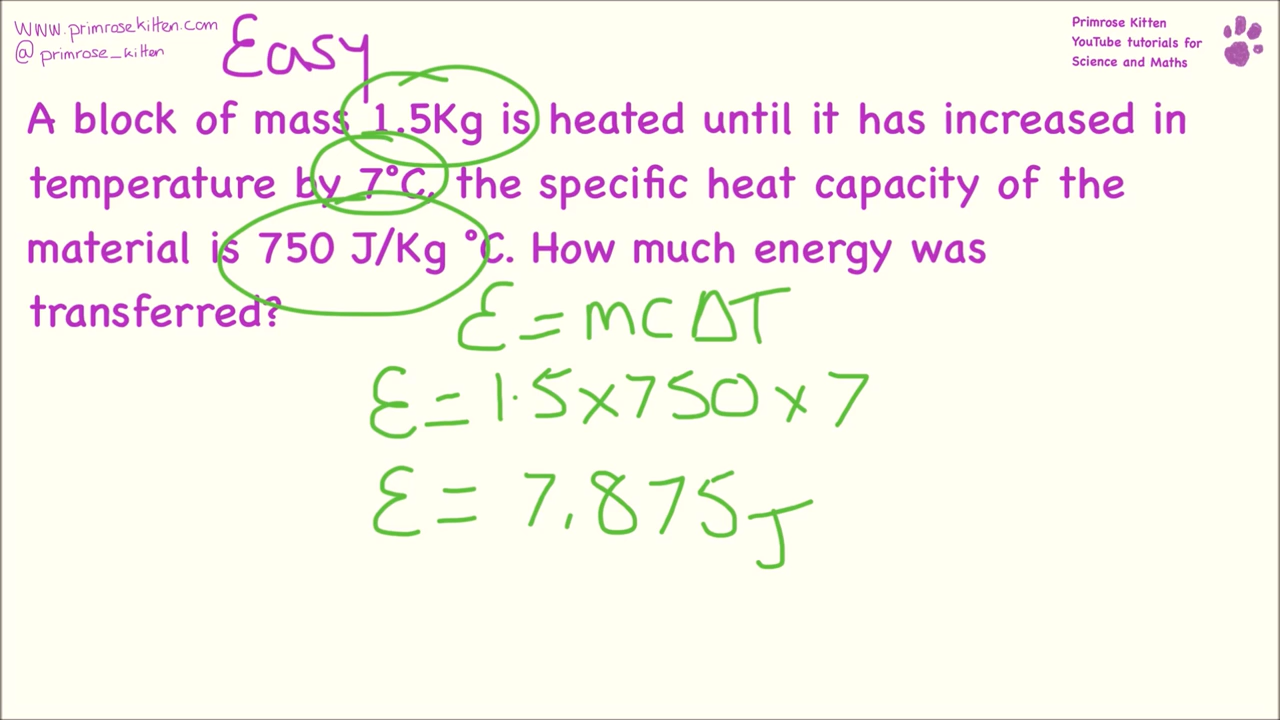 www.primrosekitten.com
@primrose_kitten
Easy
Primrose Kitten
YouTube tutorials for
Science and Maths
A block of mass 1.5Kg is heated until it has increased in
temperature by 7°C, the specific heat capacity of the
material is 750 J/Kg °C. How much energy was
transferred?
E = mcΔT
E = 1.5 x 750 x 7
E = 7,875J